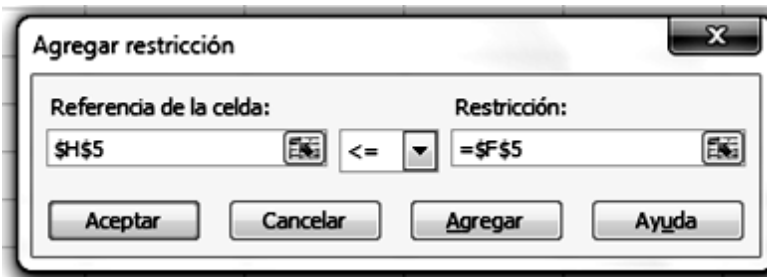 Agregar restricción
Referencia de la celda: Restricción:
$H$5 <= =$F$5
Aceptar Cancelar Agregar Ayuda